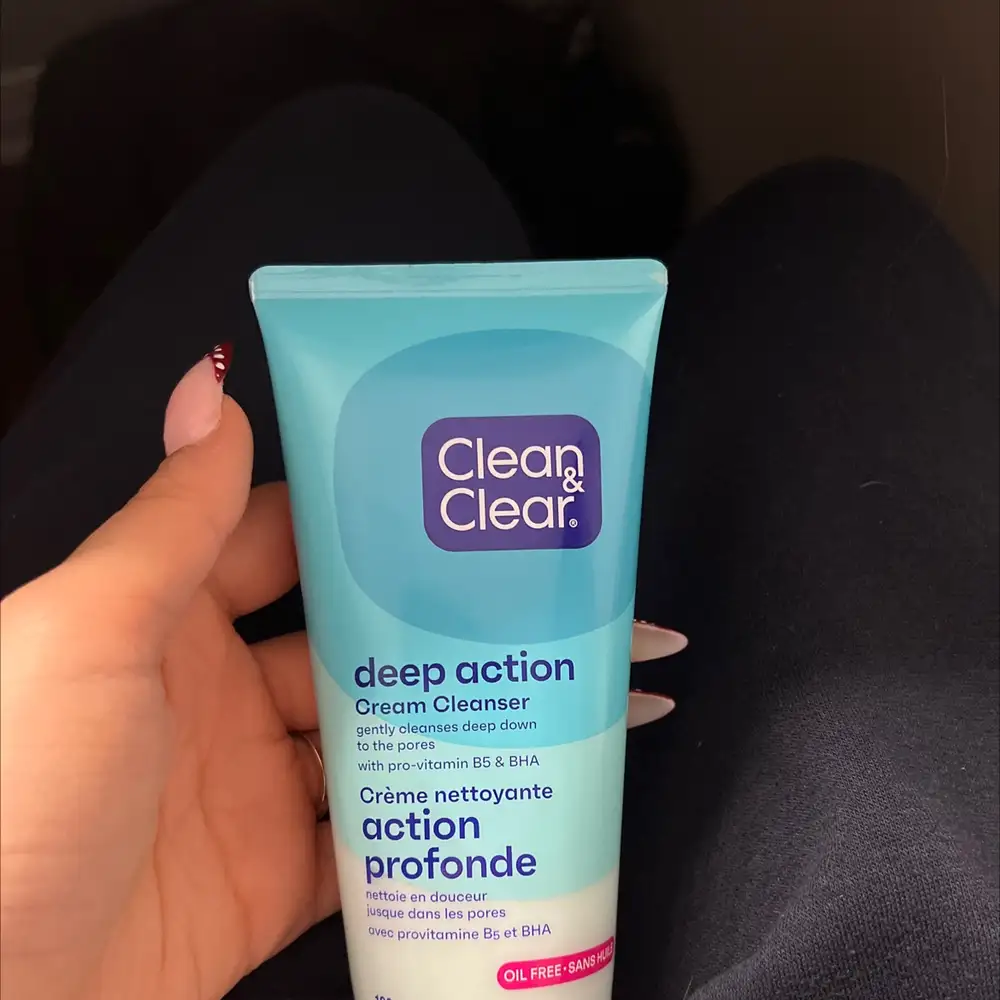 Clean
&
Clear®
deep action
Cream Cleanser
gently cleanses deep down
to the pores
with pro-vitamin B5 & BHA
Crème nettoyante
action
profonde
nettoie en douceur
jusque dans les pores
avec provitamine B5 et BHA
OIL FREE • SANS HUILE